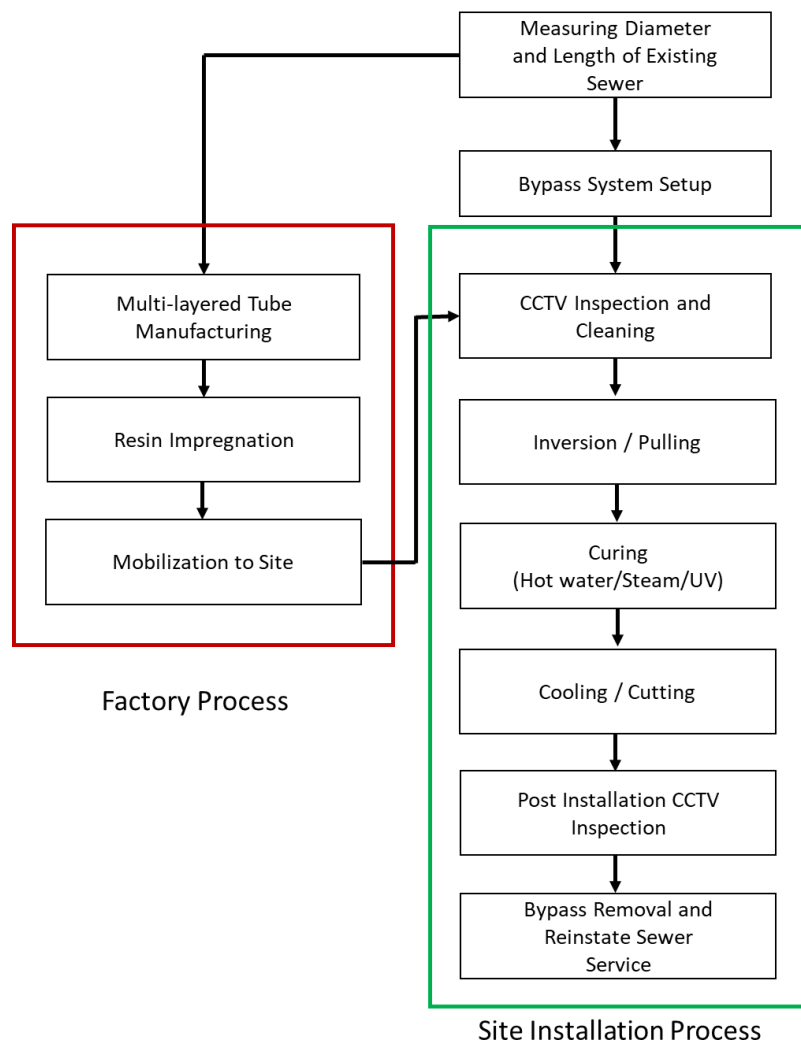 Measuring Diameter
and Length of Existing
Sewer
Bypass System Setup
Multi-layered Tube
Manufacturing
Resin Impregnation
Mobilization to Site
Factory Process
CCTV Inspection and
Cleaning
Inversion / Pulling
Curing
(Hot water/Steam/UV)
Cooling / Cutting
Post Installation CCTV
Inspection
Bypass Removal and
Reinstate Sewer
Service
Site Installation Process